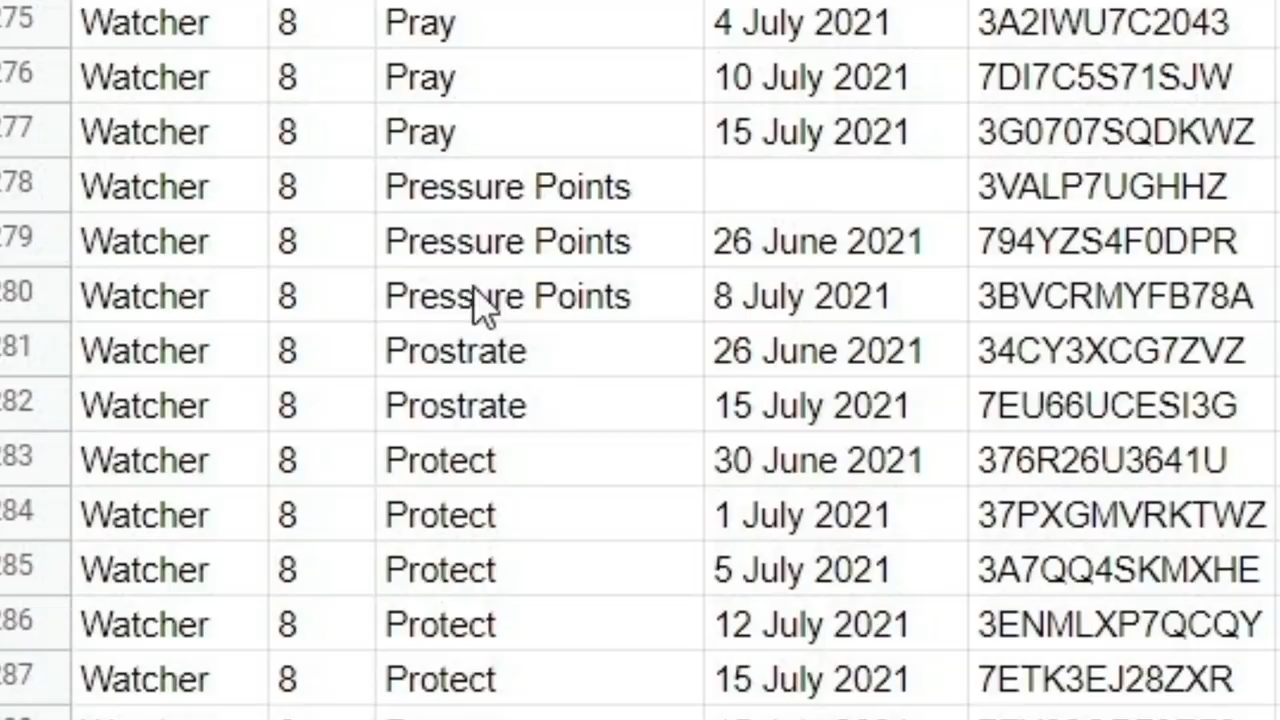 275 Watcher 8 Pray 4 July 2021 3A2IWU7C2043
276 Watcher 8 Pray 10 July 2021 7DI7C5S71SJW
277 Watcher 8 Pray 15 July 2021 3G0707SQDKWZ
278 Watcher 8 Pressure Points 3VALP7UGHHZ
279 Watcher 8 Pressure Points 26 June 2021 794YZS4F0DPR
280 Watcher 8 Pressure Points 8 July 2021 3BVCRMYFB78A
281 Watcher 8 Prostrate 26 June 2021 34CY3XCG7ZVZ
282 Watcher 8 Prostrate 15 July 2021 7EU66UCESI3G
283 Watcher 8 Protect 30 June 2021 376R26U3641U
284 Watcher 8 Protect 1 July 2021 37PXGMVRKTWZ
285 Watcher 8 Protect 5 July 2021 3A7QQ4SKMXHE
286 Watcher 8 Protect 12 July 2021 3ENMLXP7QCQY
287 Watcher 8 Protect 15 July 2021 7ETK3EJ28ZXR